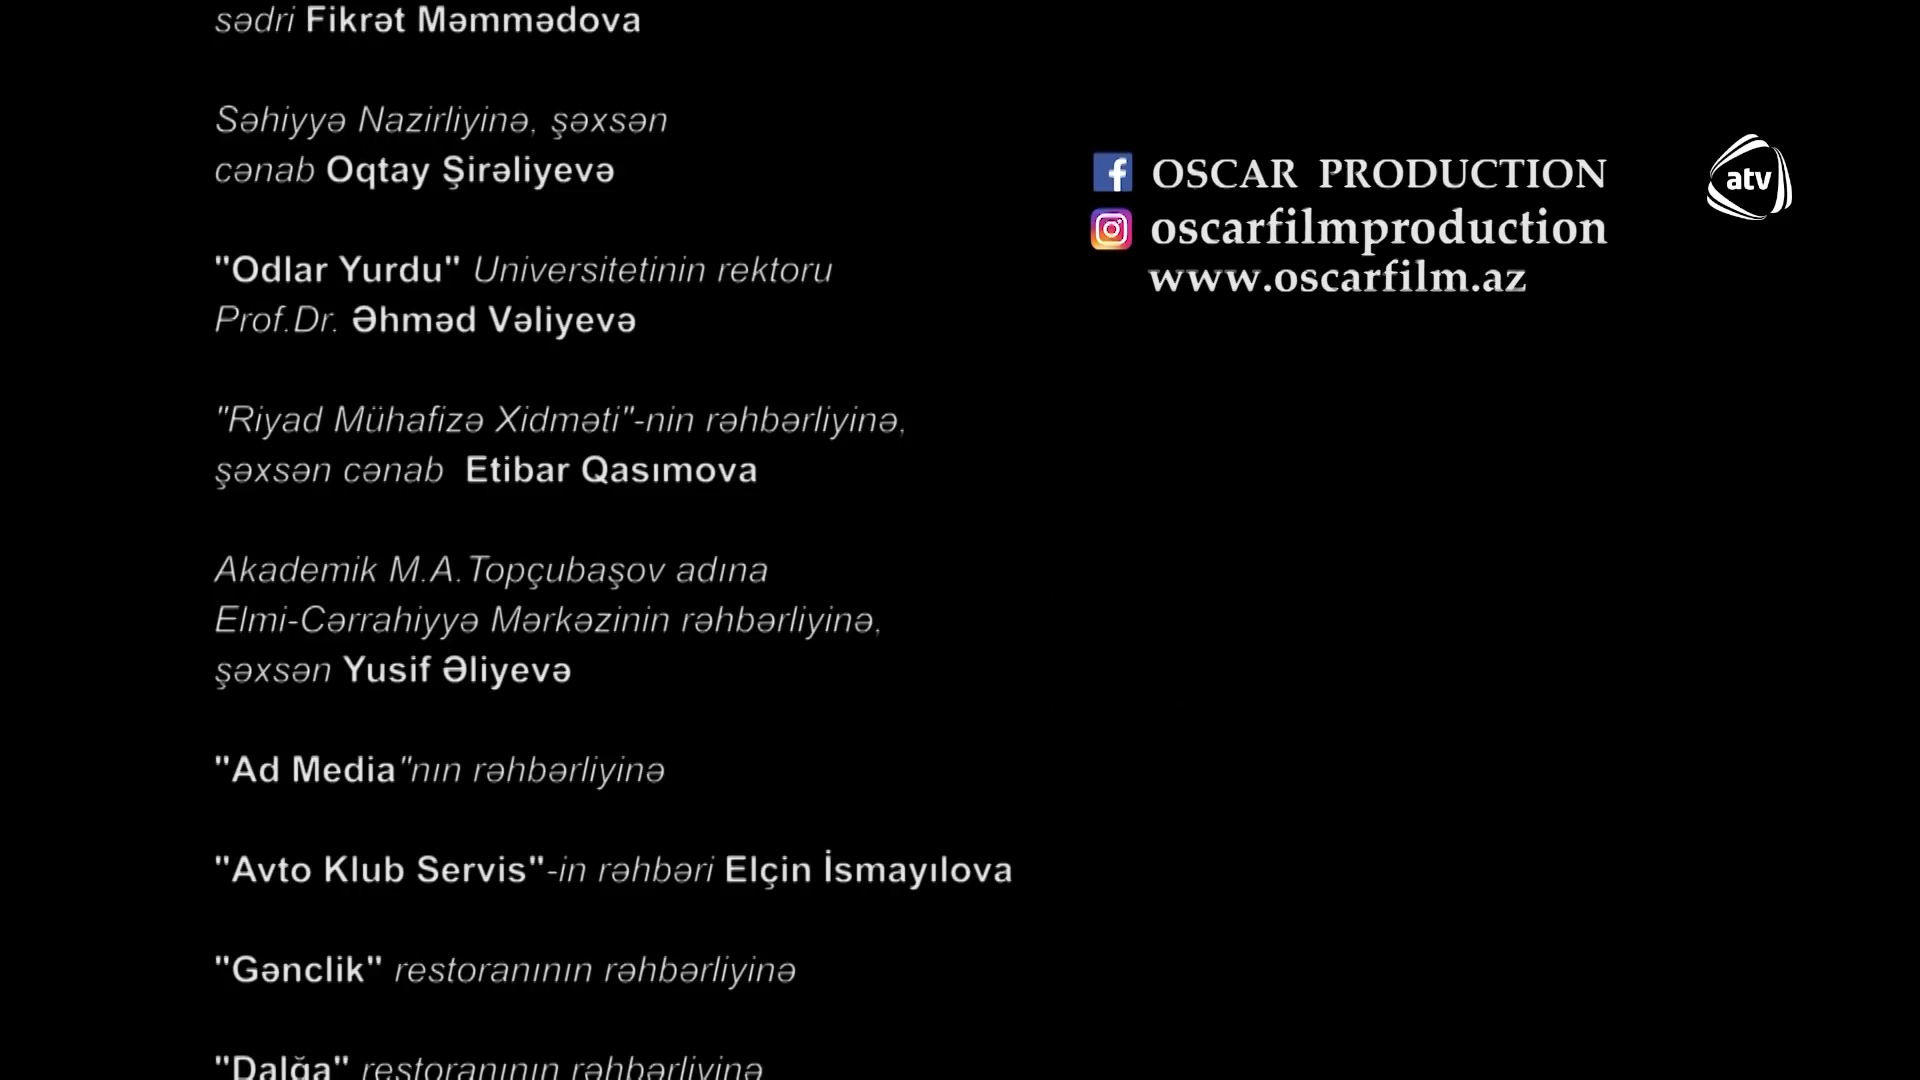 sədri Fikrət Məmmədova
Səhiyyə Nazirliyinə, şəxsən
cənab Oqtay Şirəliyevə
"Odlar Yurdu" Universitetinin rektoru
Prof.Dr. Əhməd Vəliyevə
"Riyad Mühafizə Xidməti"-nin rəhbərliyinə,
şəxsən cənab Etibar Qasımova
Akademik M.A.Topçubaşov adına
Elmi-Cərrahiyyə Mərkəzinin rəhbərliyinə,
şəxsən Yusif Əliyevə
"Ad Media"nın rəhbərliyinə
"Avto Klub Servis"-in rəhbəri Elçin İsmayılova
"Gənclik" restoranının rəhbərliyinə
"Dalğa" restoranının rəhbərliyinə
OSCAR PRODUCTION
oscarfilmproduction
www.oscarfilm.az
atv